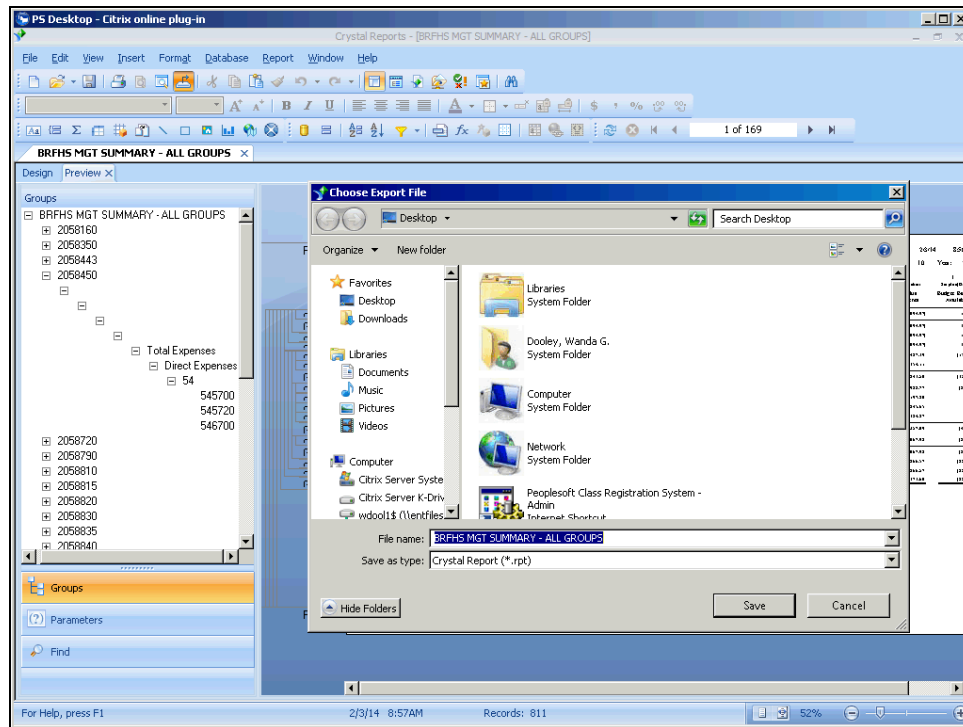 PS Desktop - Citrix online plug-in
Crystal Reports - [BRFHS MGT SUMMARY - ALL GROUPS]
File Edit View Insert Format Database Report Window Help
1 of 169
BRFHS MGT SUMMARY - ALL GROUPS
Design Preview
Groups
BRFHS MGT SUMMARY - ALL GROUPS
2058160
2058350
2058443
2058450
Total Expenses
Direct Expenses
54
545700
545720
546700
2058720
2058790
2058810
2058815
2058820
2058830
2058835
2058840
Groups
Parameters
Find
Choose Export File
Desktop
Search Desktop
Organize New folder
Favorites
Desktop
Downloads
Libraries
Documents
Music
Pictures
Videos
Computer
Citrix Server Syste
Citrix Server K-Driv
wdool1$ (\\entfiles
Libraries
System Folder
Dooley, Wanda G.
System Folder
Computer
System Folder
Network
System Folder
Peoplesoft Class Registration System -
Admin
Internet Shortcut
File name: BRFHS MGT SUMMARY - ALL GROUPS
Save as type: Crystal Report (*.rpt)
Hide Folders
Save
Cancel
For Help, press F1
2/3/14 8:57AM
Records: 811
52%